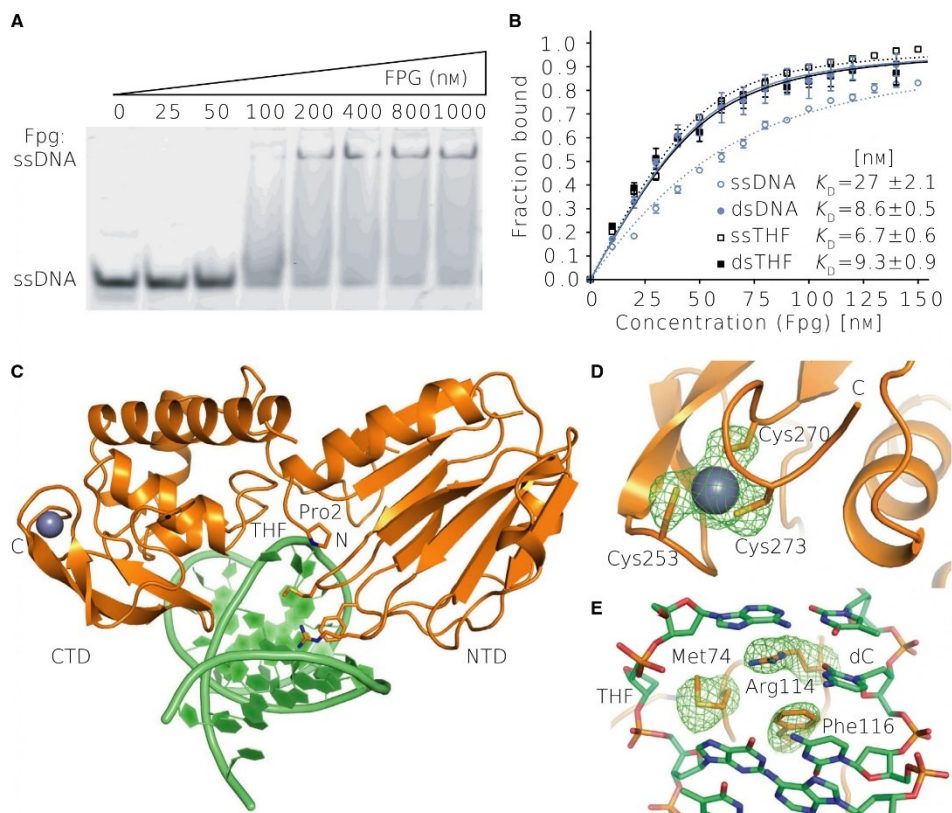 A
FPG (nM)
0 25 50 100 200 400 800 1000
Fpg:
ssDNA
ssDNA
B
Fraction bound
1.0
0.9
0.8
0.7
0.6
0.5
0.4
0.3
0.2
0.1
0.0
[nM]
ssDNA KD=27 ±2.1
dsDNA KD=8.6±0.5
ssTHF KD=6.7±0.6
dsTHF KD=9.3±0.9
0 25 50 75 100 125 150
Concentration (Fpg) [nM]
C
Pro2
THF
N
C
CTD
NTD
D
C
Cys270
Cys253
Cys273
E
Met74
dC
Arg114
THF
Phe116